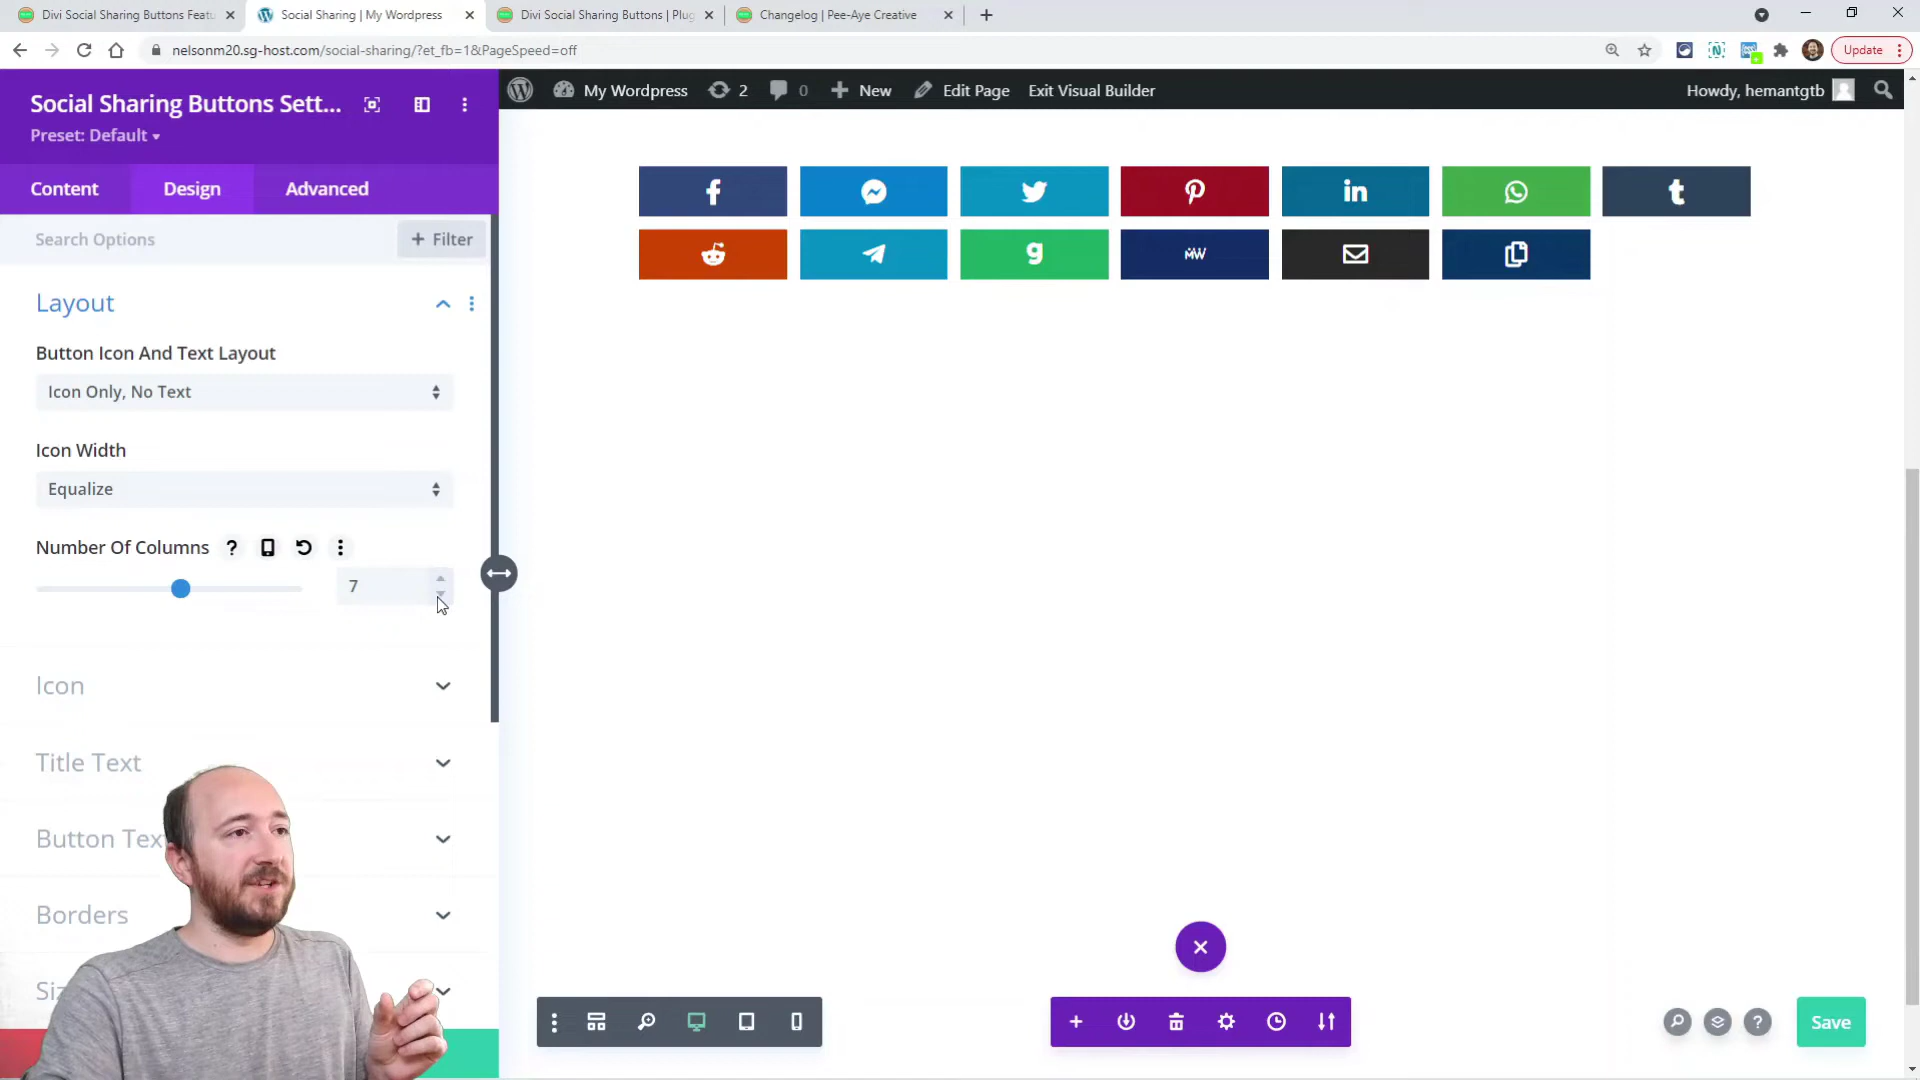 Divi Social Sharing Buttons Featu
Social Sharing | My Wordpress
Divi Social Sharing Buttons | Plug
Changelog | Pee-Aye Creative
nelsonm20.sg-host.com/social-sharing/?et_fb=1&PageSpeed=off
Update
Social Sharing Buttons Sett...
Preset: Default
My Wordpress
2
0
New
Edit Page
Exit Visual Builder
Howdy, hemantgtb
Content
Design
Advanced
Search Options
+ Filter
Layout
Button Icon And Text Layout
Icon Only, No Text
Icon Width
Equalize
Number Of Columns
7
Icon
Title Text
Button Tex
Borders
Siz
MW
Save